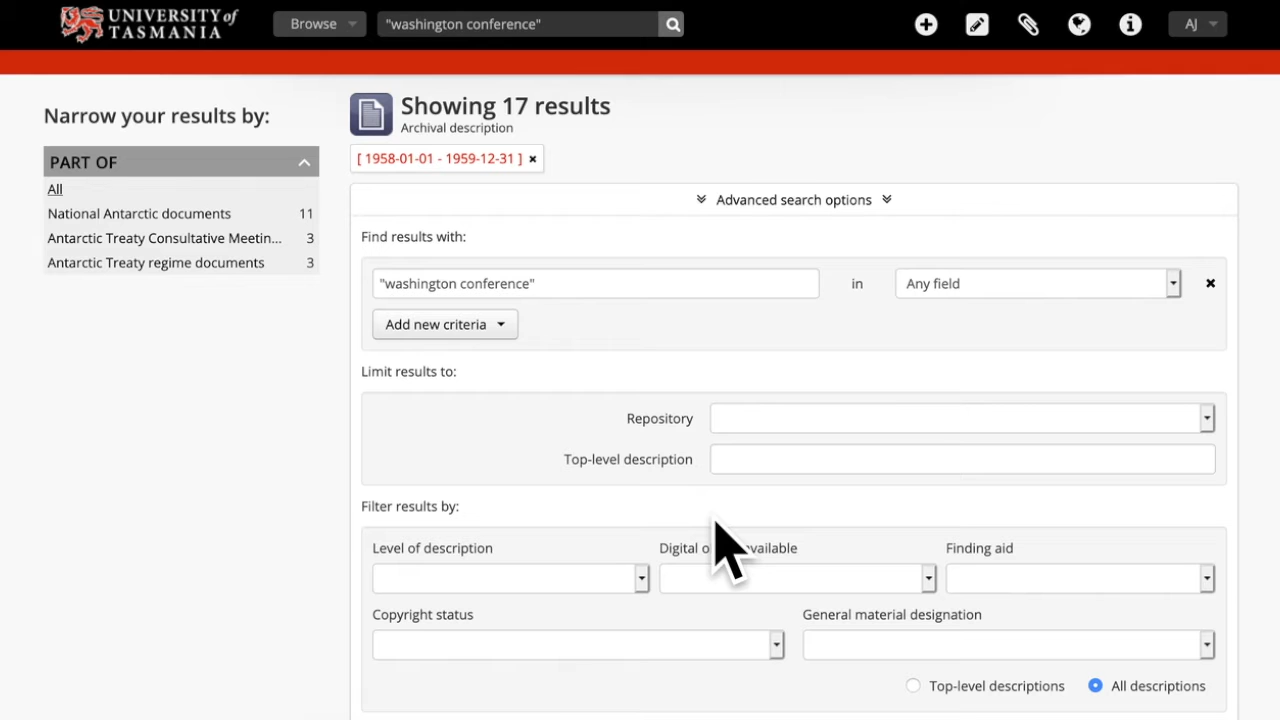 UNIVERSITY of
TASMANIA
Browse
"washington conference"
AJ
Narrow your results by:
PART OF
All
National Antarctic documents 11
Antarctic Treaty Consultative Meetin... 3
Antarctic Treaty regime documents 3
Showing 17 results
Archival description
[ 1958-01-01 - 1959-12-31 ] ×
Advanced search options
Find results with:
"washington conference" in Any field
Add new criteria
Limit results to:
Repository
Top-level description
Filter results by:
Level of description Digital o available Finding aid
Copyright status General material designation
Top-level descriptions All descriptions